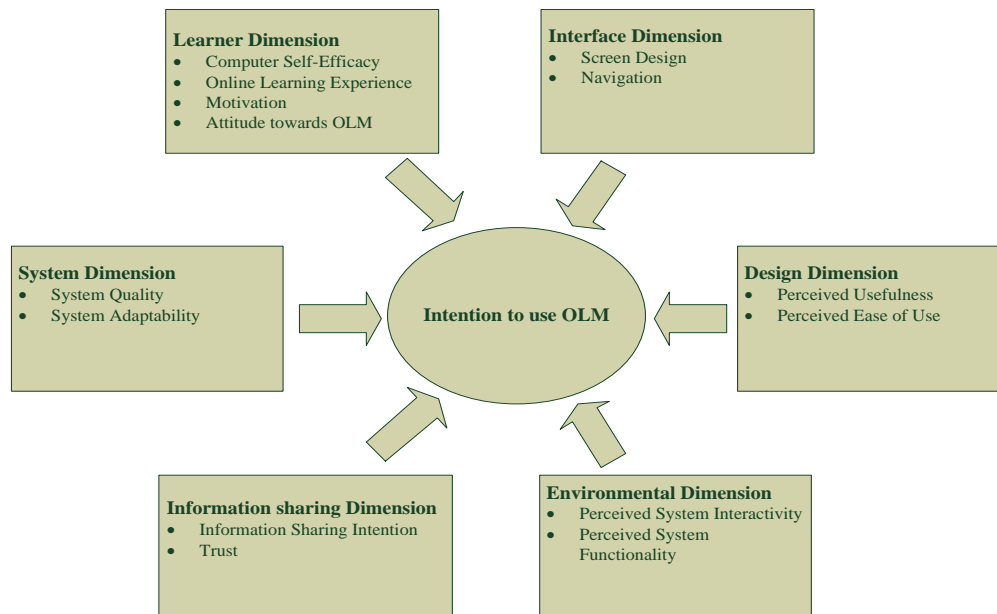 Learner Dimension
• Computer Self-Efficacy
• Online Learning Experience
• Motivation
• Attitude towards OLM
Interface Dimension
• Screen Design
• Navigation
System Dimension
• System Quality
• System Adaptability
Intention to use OLM
Design Dimension
• Perceived Usefulness
• Perceived Ease of Use
Information sharing Dimension
• Information Sharing Intention
• Trust
Environmental Dimension
• Perceived System Interactivity
• Perceived System
Functionality